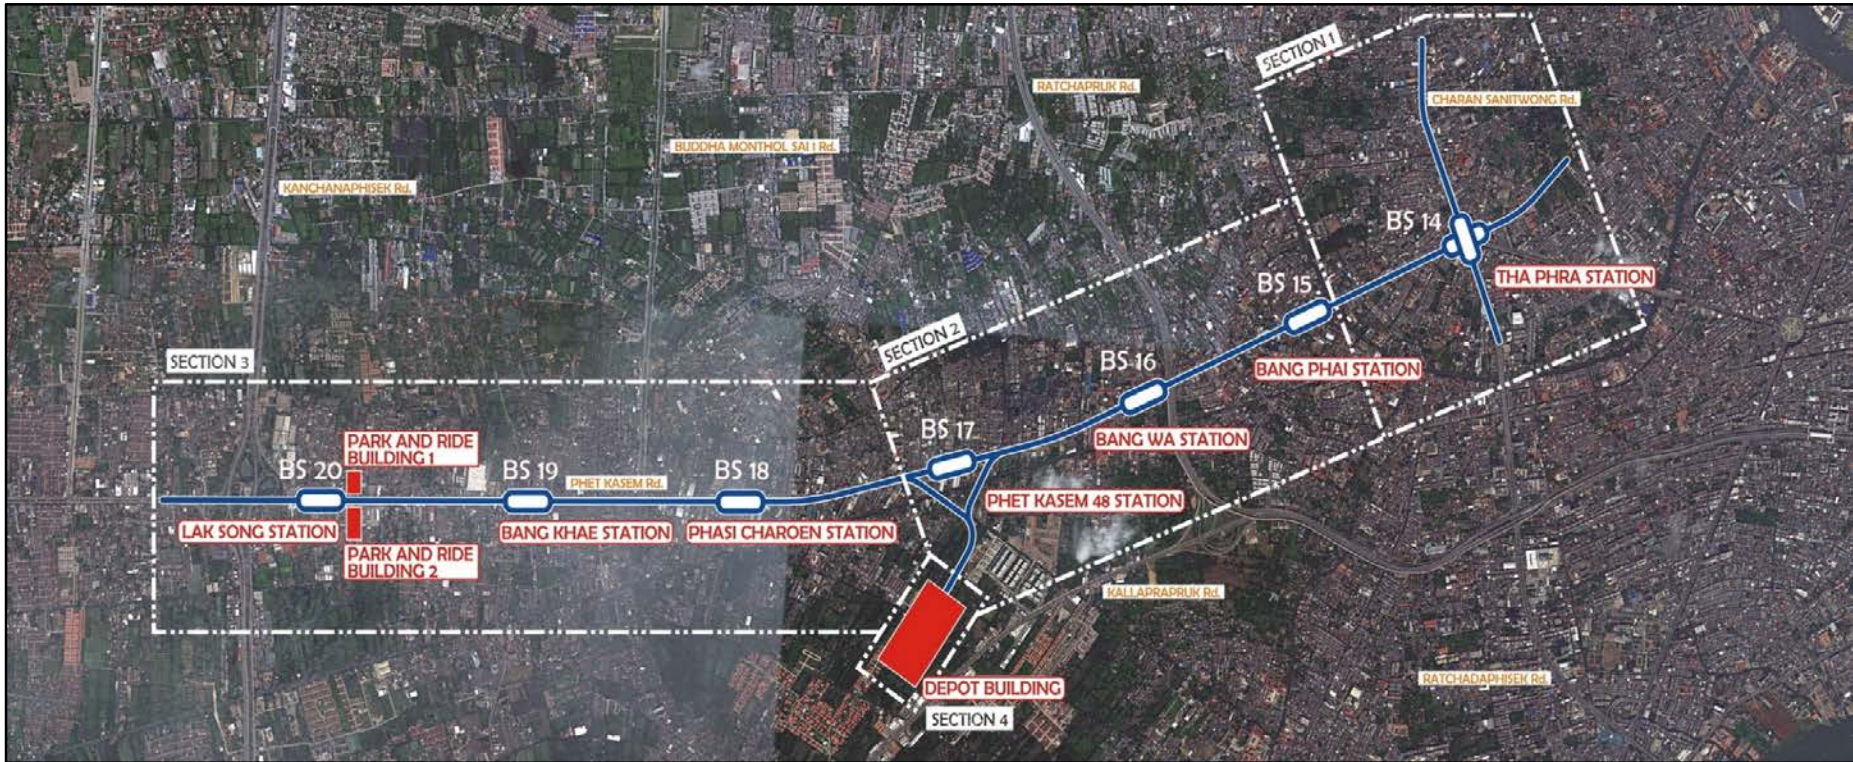 SECTION 1
RATCHAPRUK Rd.
CHARAN SANITWONG Rd.
BUDDHA MONTHOL SAI 1 Rd.
KANCHANAPHISEK Rd.
BS 14
THA PHRA STATION
BS 15
BANG PHAI STATION
SECTION 2
BS 16
BANG WA STATION
SECTION 3
BS 17
PHET KASEM 48 STATION
PARK AND RIDE
BUILDING 1
BS 20
BS 19
PHET KASEM Rd.
BS 18
LAK SONG STATION
BANG KHAE STATION
PHASI CHAROEN STATION
PARK AND RIDE
BUILDING 2
KALLAPRAPRUK Rd.
RATCHADAPHISEK Rd.
DEPOT BUILDING
SECTION 4